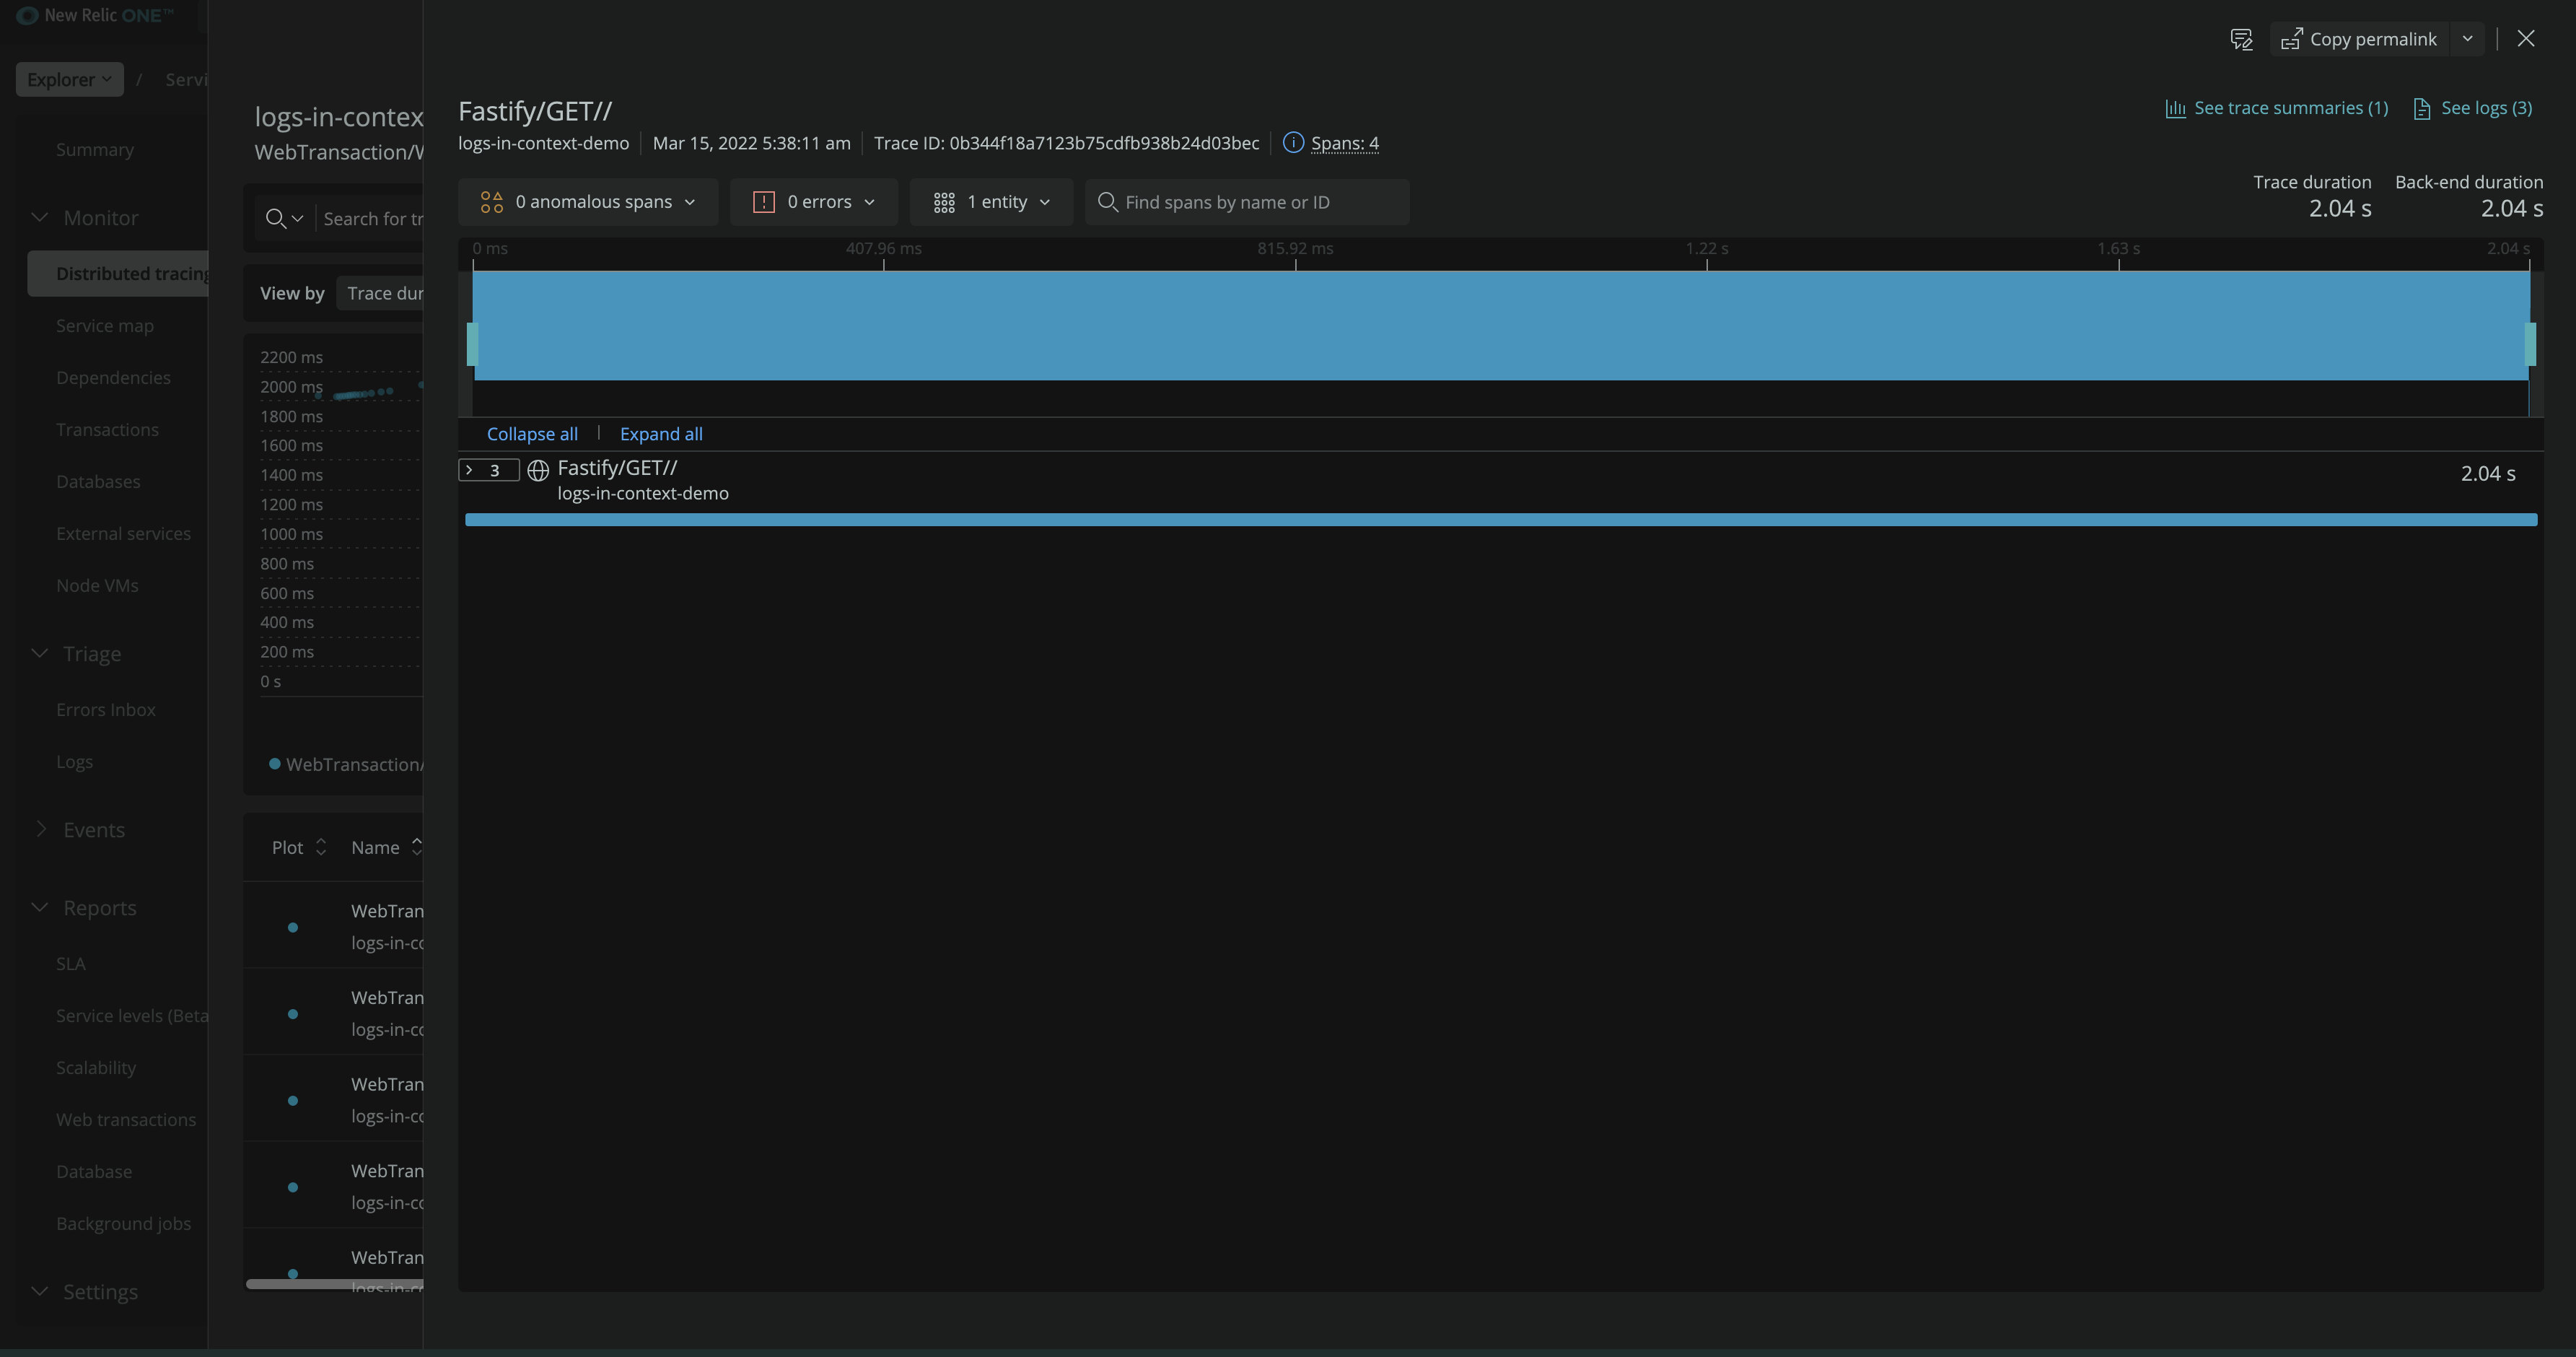 New Relic ONE™
Explorer / Servi
Summary
Monitor
Distributed tracing
Service map
Dependencies
Transactions
Databases
External services
Node VMs
Triage
Errors Inbox
Logs
Events
Reports
SLA
Service levels (Beta
Scalability
Web transactions
Database
Background jobs
Settings
logs-in-contex
WebTransaction/W
Search for tr
View by Trace dur
2200 ms
2000 ms
1800 ms
1600 ms
1400 ms
1200 ms
1000 ms
800 ms
600 ms
400 ms
200 ms
0 s
WebTransaction/
Plot Name
WebTran
logs-in-co
WebTran
logs-in-co
WebTran
logs-in-co
WebTran
logs-in-co
WebTran
logs-in-co
Copy permalink
Fastify/GET//
See trace summaries (1) See logs (3)
logs-in-context-demo Mar 15, 2022 5:38:11 am Trace ID: 0b344f18a7123b75cdfb938b24d03bec Spans: 4
0 anomalous spans 0 errors 1 entity Find spans by name or ID
Trace duration Back-end duration
2.04 s 2.04 s
0 ms 407.96 ms 815.92 ms 1.22 s 1.63 s 2.04 s
Collapse all Expand all
3 Fastify/GET// 2.04 s
logs-in-context-demo